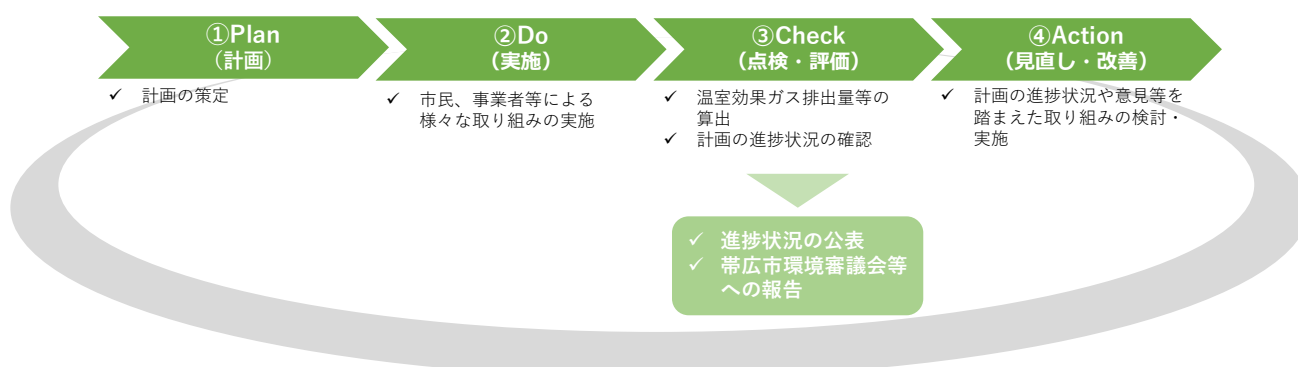 ①Plan
（計画）
✓ 計画の策定
②Do
（実施）
✓ 市民、事業者等による
様々な取り組みの実施
③Check
（点検・評価）
✓ 温室効果ガス排出量等の
算出
✓ 計画の進捗状況の確認
✓ 進捗状況の公表
✓ 帯広市環境審議会等
への報告
④Action
（見直し・改善）
✓ 計画の進捗状況や意見等を
踏まえた取り組みの検討・
実施